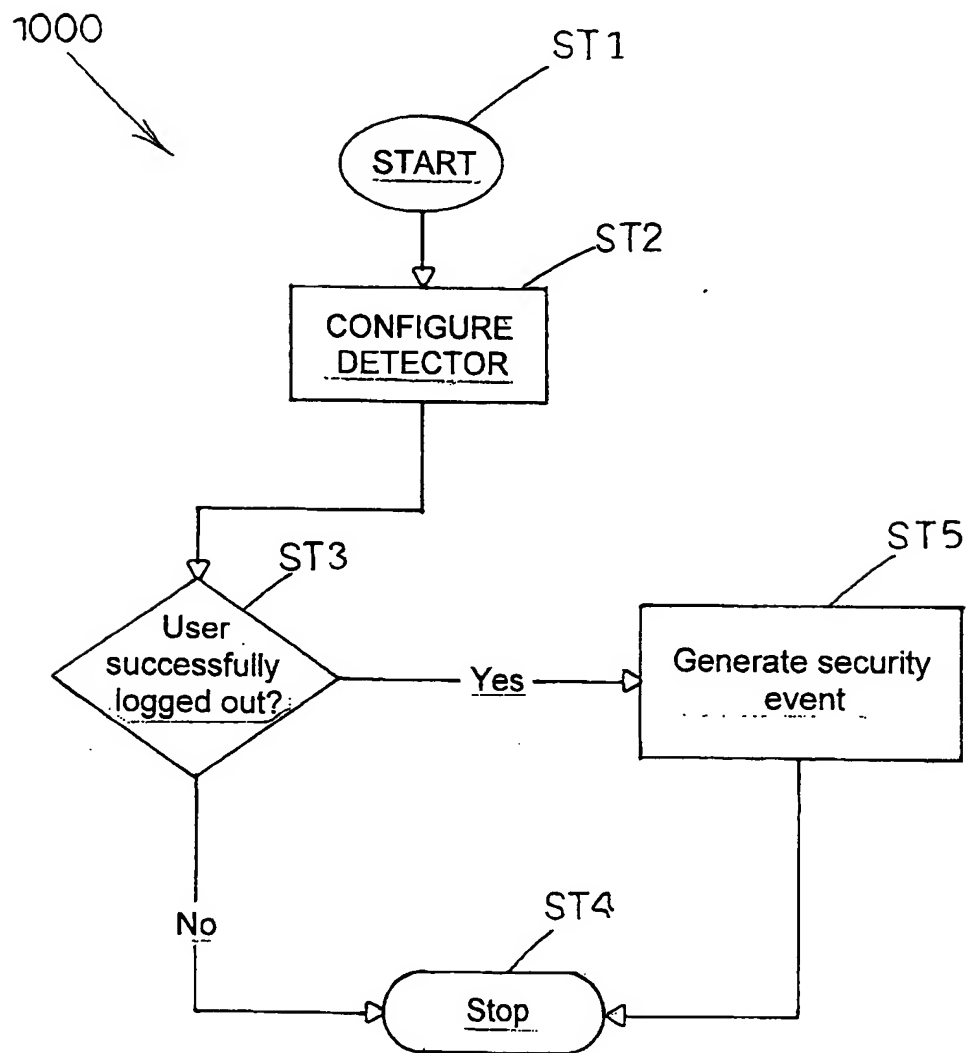 1000
ST1
START
ST2
CONFIGURE
DETECTOR
ST3
User
successfully
logged out?
Yes
ST5
Generate security
event
No
ST4
Stop